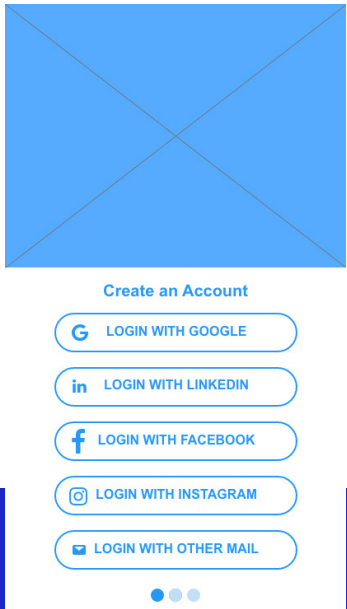 Create an Account
LOGIN WITH GOOGLE
LOGIN WITH LINKEDIN
LOGIN WITH FACEBOOK
LOGIN WITH INSTAGRAM
LOGIN WITH OTHER MAIL